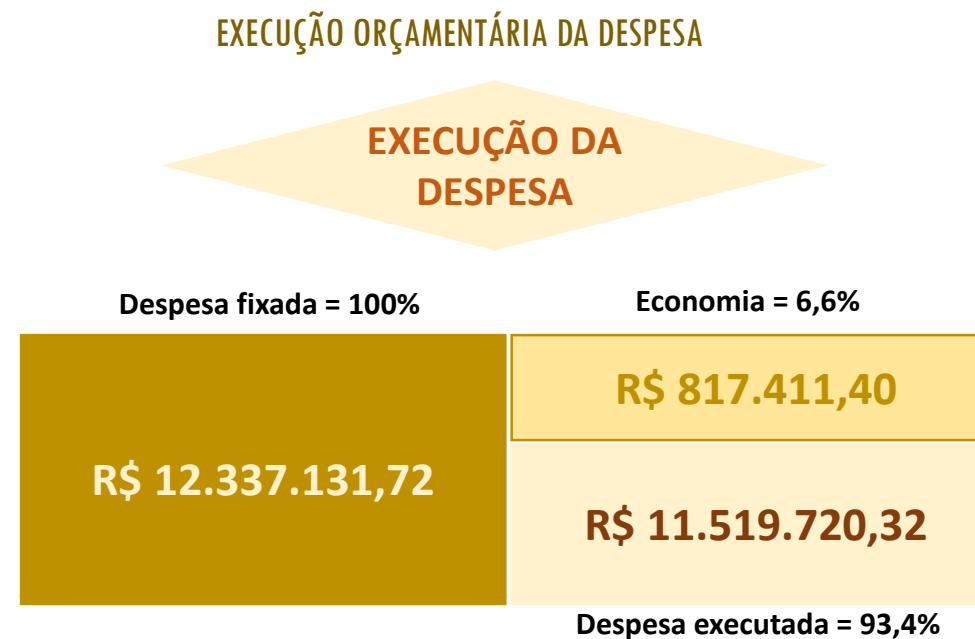 EXECUÇÃO ORÇAMENTÁRIA DA DESPESA
EXECUÇÃO DA
DESPESA
Despesa fixada = 100%
Economia = 6,6%
R$ 817.411,40
R$ 12.337.131,72
R$ 11.519.720,32
Despesa executada = 93,4%